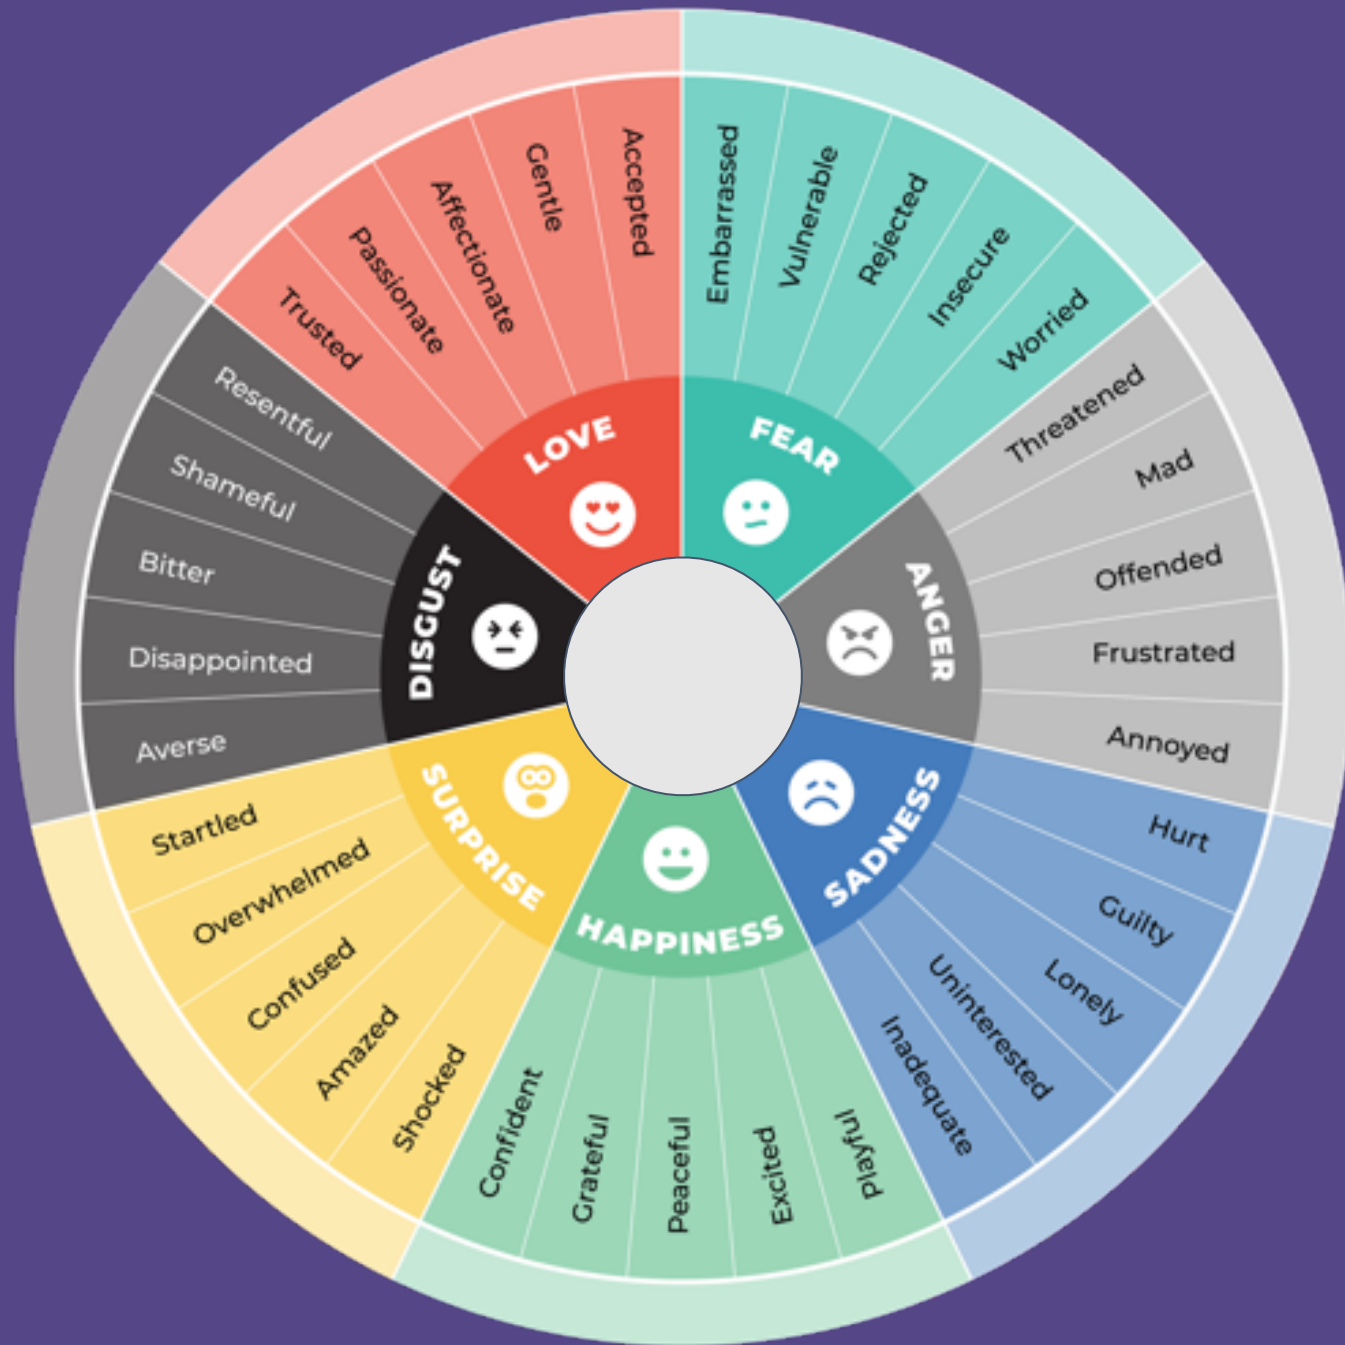 LOVE
Trusted
Passionate
Affectionate
Gentle
Accepted
FEAR
Embarrassed
Vulnerable
Rejected
Insecure
Worried
ANGER
Threatened
Mad
Offended
Frustrated
Annoyed
SADNESS
Hurt
Guilty
Lonely
Uninterested
Inadequate
HAPPINESS
Playful
Excited
Peaceful
Grateful
Confident
SURPRISE
Shocked
Amazed
Confused
Overwhelmed
Startled
DISGUST
Averse
Disappointed
Bitter
Shameful
Resentful